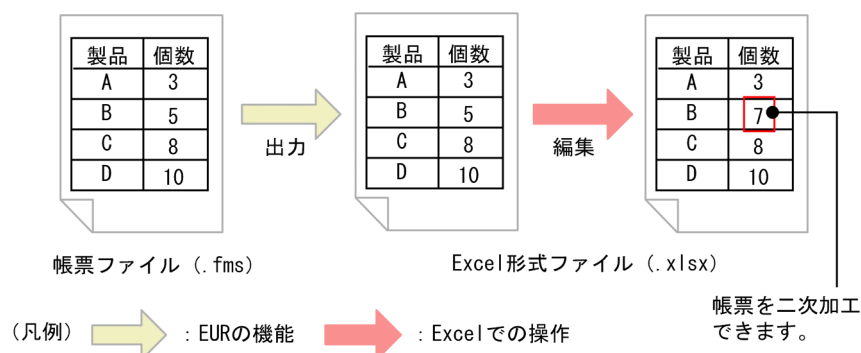 製品 個数
A 3
B 5
C 8
D 10
出力
製品 個数
A 3
B 5
C 8
D 10
編集
製品 個数
A 3
B 7
C 8
D 10
帳票ファイル（.fms）
Excel形式ファイル（.xlsx）
帳票を二次加工
できます。
（凡例）
：EURの機能
：Excelでの操作